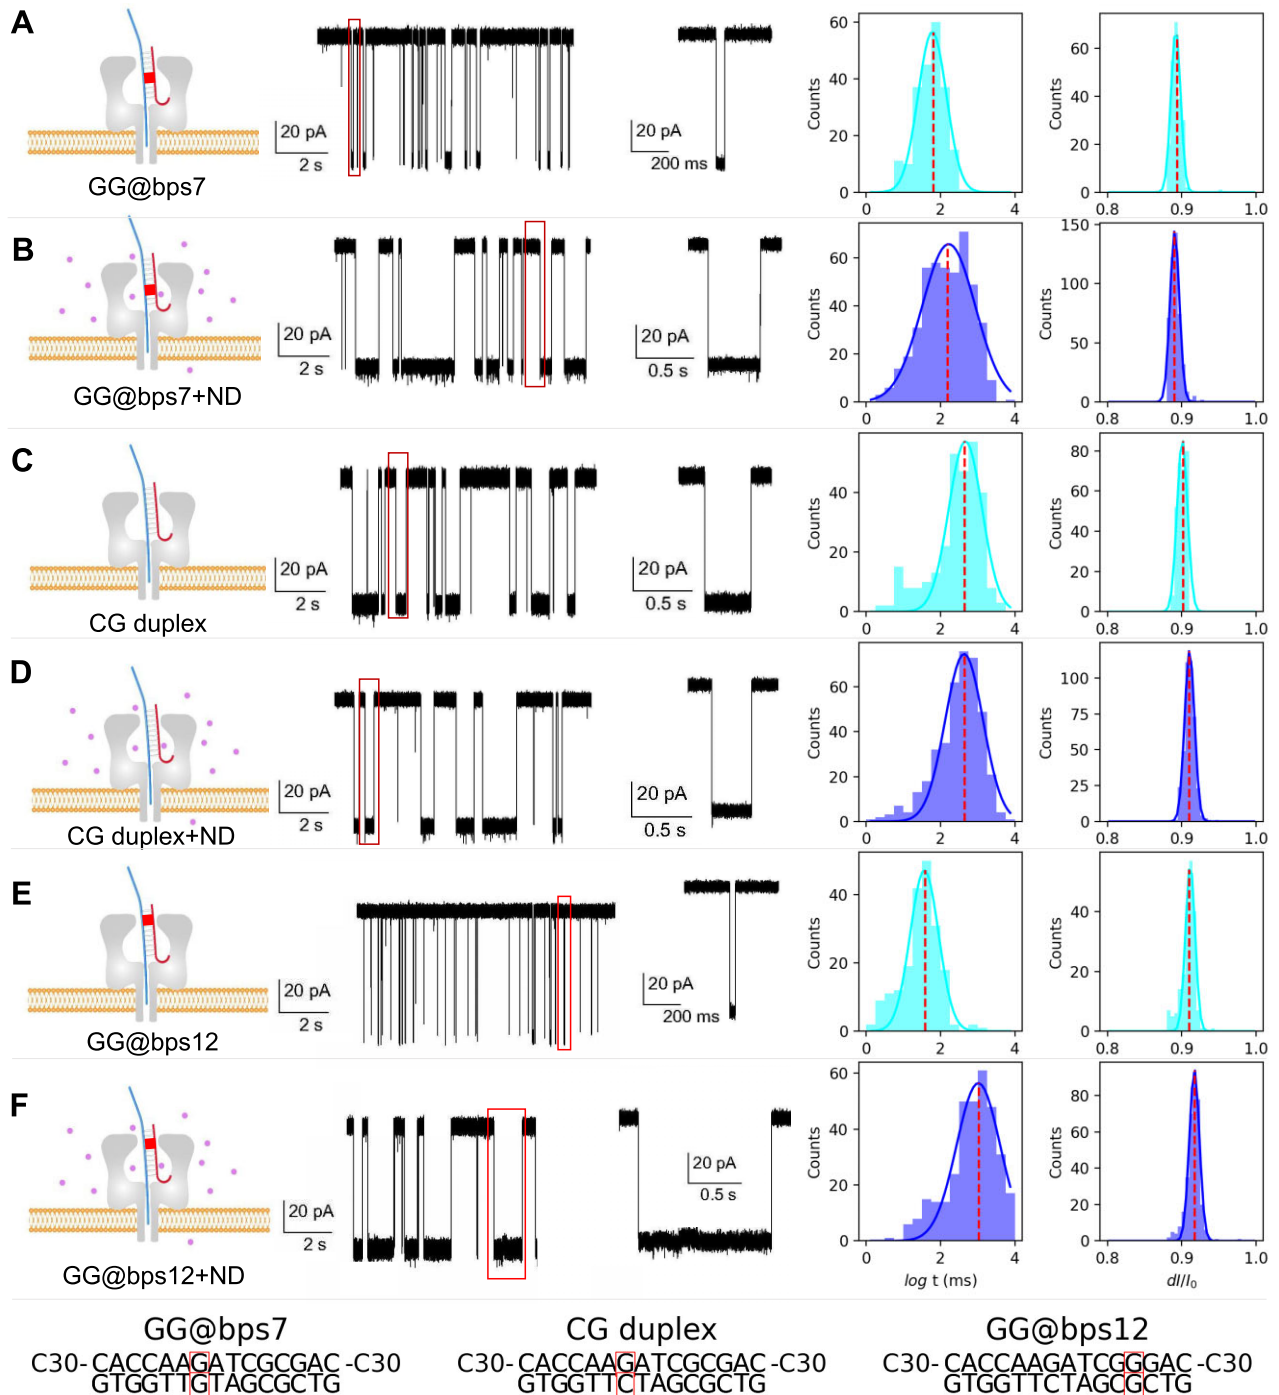 A
GG@bps7
20 pA
2 s
20 pA
200 ms
Counts
60
40
20
0
0 2 4
Counts
60
40
20
0
0.8 0.9 1.0
B
GG@bps7+ND
20 pA
2 s
20 pA
0.5 s
Counts
60
40
20
0
0 2 4
Counts
150
100
50
0
0.8 0.9 1.0
C
CG duplex
20 pA
2 s
20 pA
0.5 s
Counts
40
20
0
0 2 4
Counts
80
60
40
20
0
0.8 0.9 1.0
D
CG duplex+ND
20 pA
2 s
20 pA
0.5 s
Counts
60
40
20
0
0 2 4
Counts
100
75
50
25
0
0.8 0.9 1.0
E
GG@bps12
20 pA
2 s
20 pA
200 ms
Counts
40
20
0
0 2 4
Counts
40
20
0
0.8 0.9 1.0
F
GG@bps12+ND
20 pA
2 s
20 pA
0.5 s
Counts
60
40
20
0
0 2 4
log t (ms)
Counts
80
60
40
20
0
0.8 0.9 1.0
dI/I0
GG@bps7
C30-CACCAAGATCGCGAC-C30
GTGGTTGTAGCGCTG
CG duplex
C30-CACCAAGATCGCGAC-C30
GTGGTTCTAGCGCTG
GG@bps12
C30-CACCAAGATCGGGAC-C30
GTGGTTCTAGCGCTG